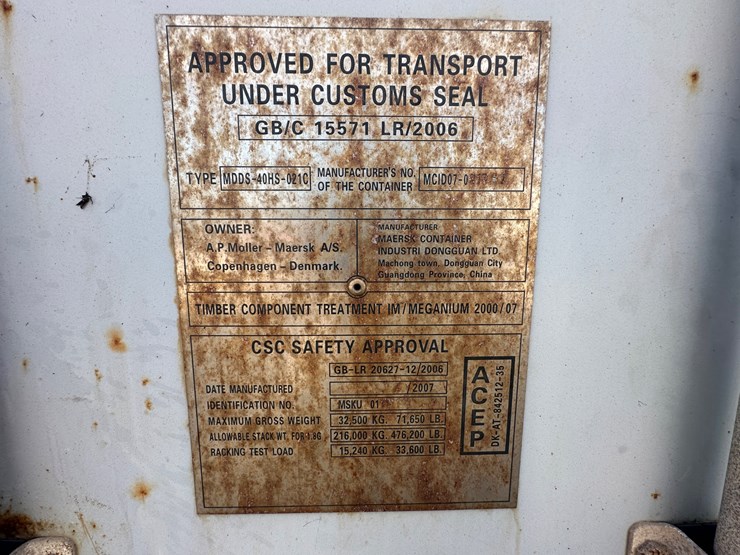 APPROVED FOR TRANSPORT
UNDER CUSTOMS SEAL
GB/C 15571 LR/2006
TYPE MDDS-40HS-021C MANUFACTURER'S NO. OF THE CONTAINER
OWNER:
A.P.Moller - Maersk A/S.
Copenhagen - Denmark.
MANUFACTURER
MAERSK CONTAINER
INDUSTRI DONGGUAN LTD.
Machong town, Dongguan City
Guangdong Province, China
TIMBER COMPONENT TREATMENT IM/MEGANIUM 2000/07
CSC SAFETY APPROVAL
GB-LR 20627-12/2006
DATE MANUFACTURED /2007
IDENTIFICATION NO. MSKU
MAXIMUM GROSS WEIGHT 32,500 KG. 71,650 LB.
ALLOWABLE STACK WT. FOR 1.8G 216,000 KG. 476,200 LB.
RACKING TEST LOAD 15,240 KG. 33,600 LB.
ACEP
DK-AT-842512-35